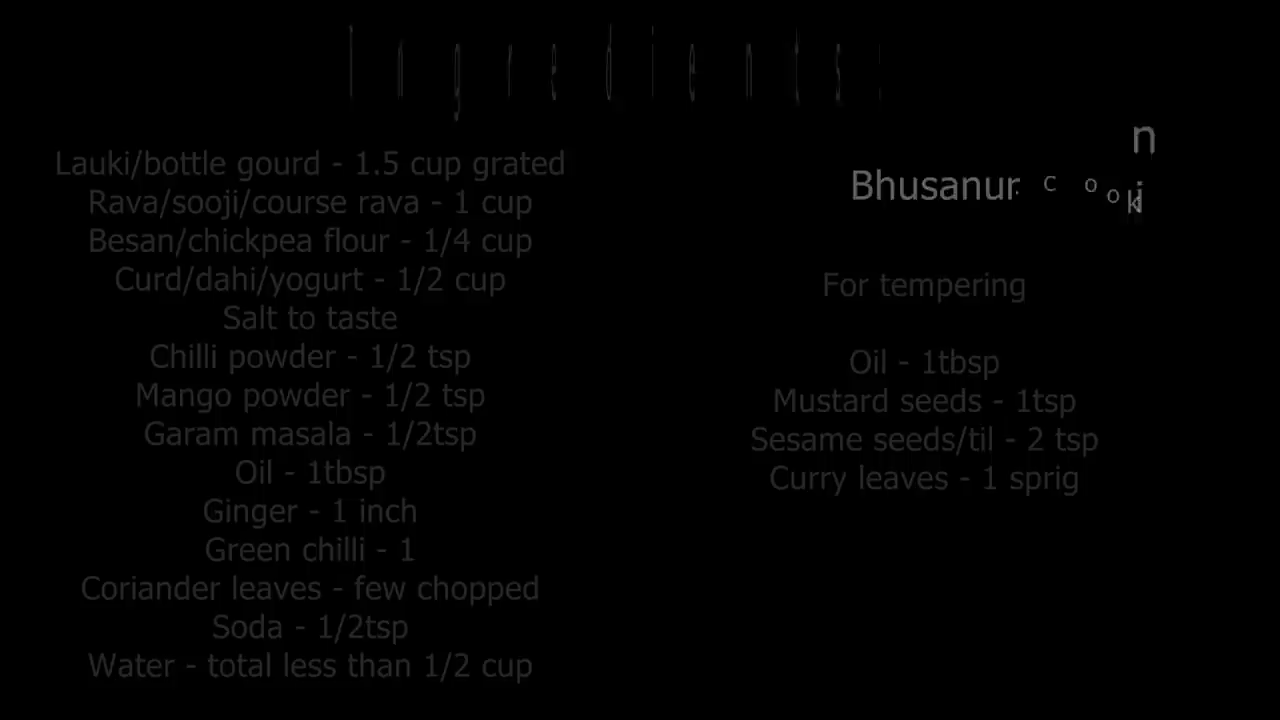 Ingredients:
Lauki/bottle gourd - 1.5 cup grated
Rava/sooji/course rava - 1 cup
Besan/chickpea flour - 1/4 cup
Curd/dahi/yogurt - 1/2 cup
Salt to taste
Chilli powder - 1/2 tsp
Mango powder - 1/2 tsp
Garam masala - 1/2tsp
Oil - 1tbsp
Ginger - 1 inch
Green chilli - 1
Coriander leaves - few chopped
Soda - 1/2tsp
Water - total less than 1/2 cup
Bhusanur cookin
For tempering
Oil - 1tbsp
Mustard seeds - 1tsp
Sesame seeds/til - 2 tsp
Curry leaves - 1 sprig